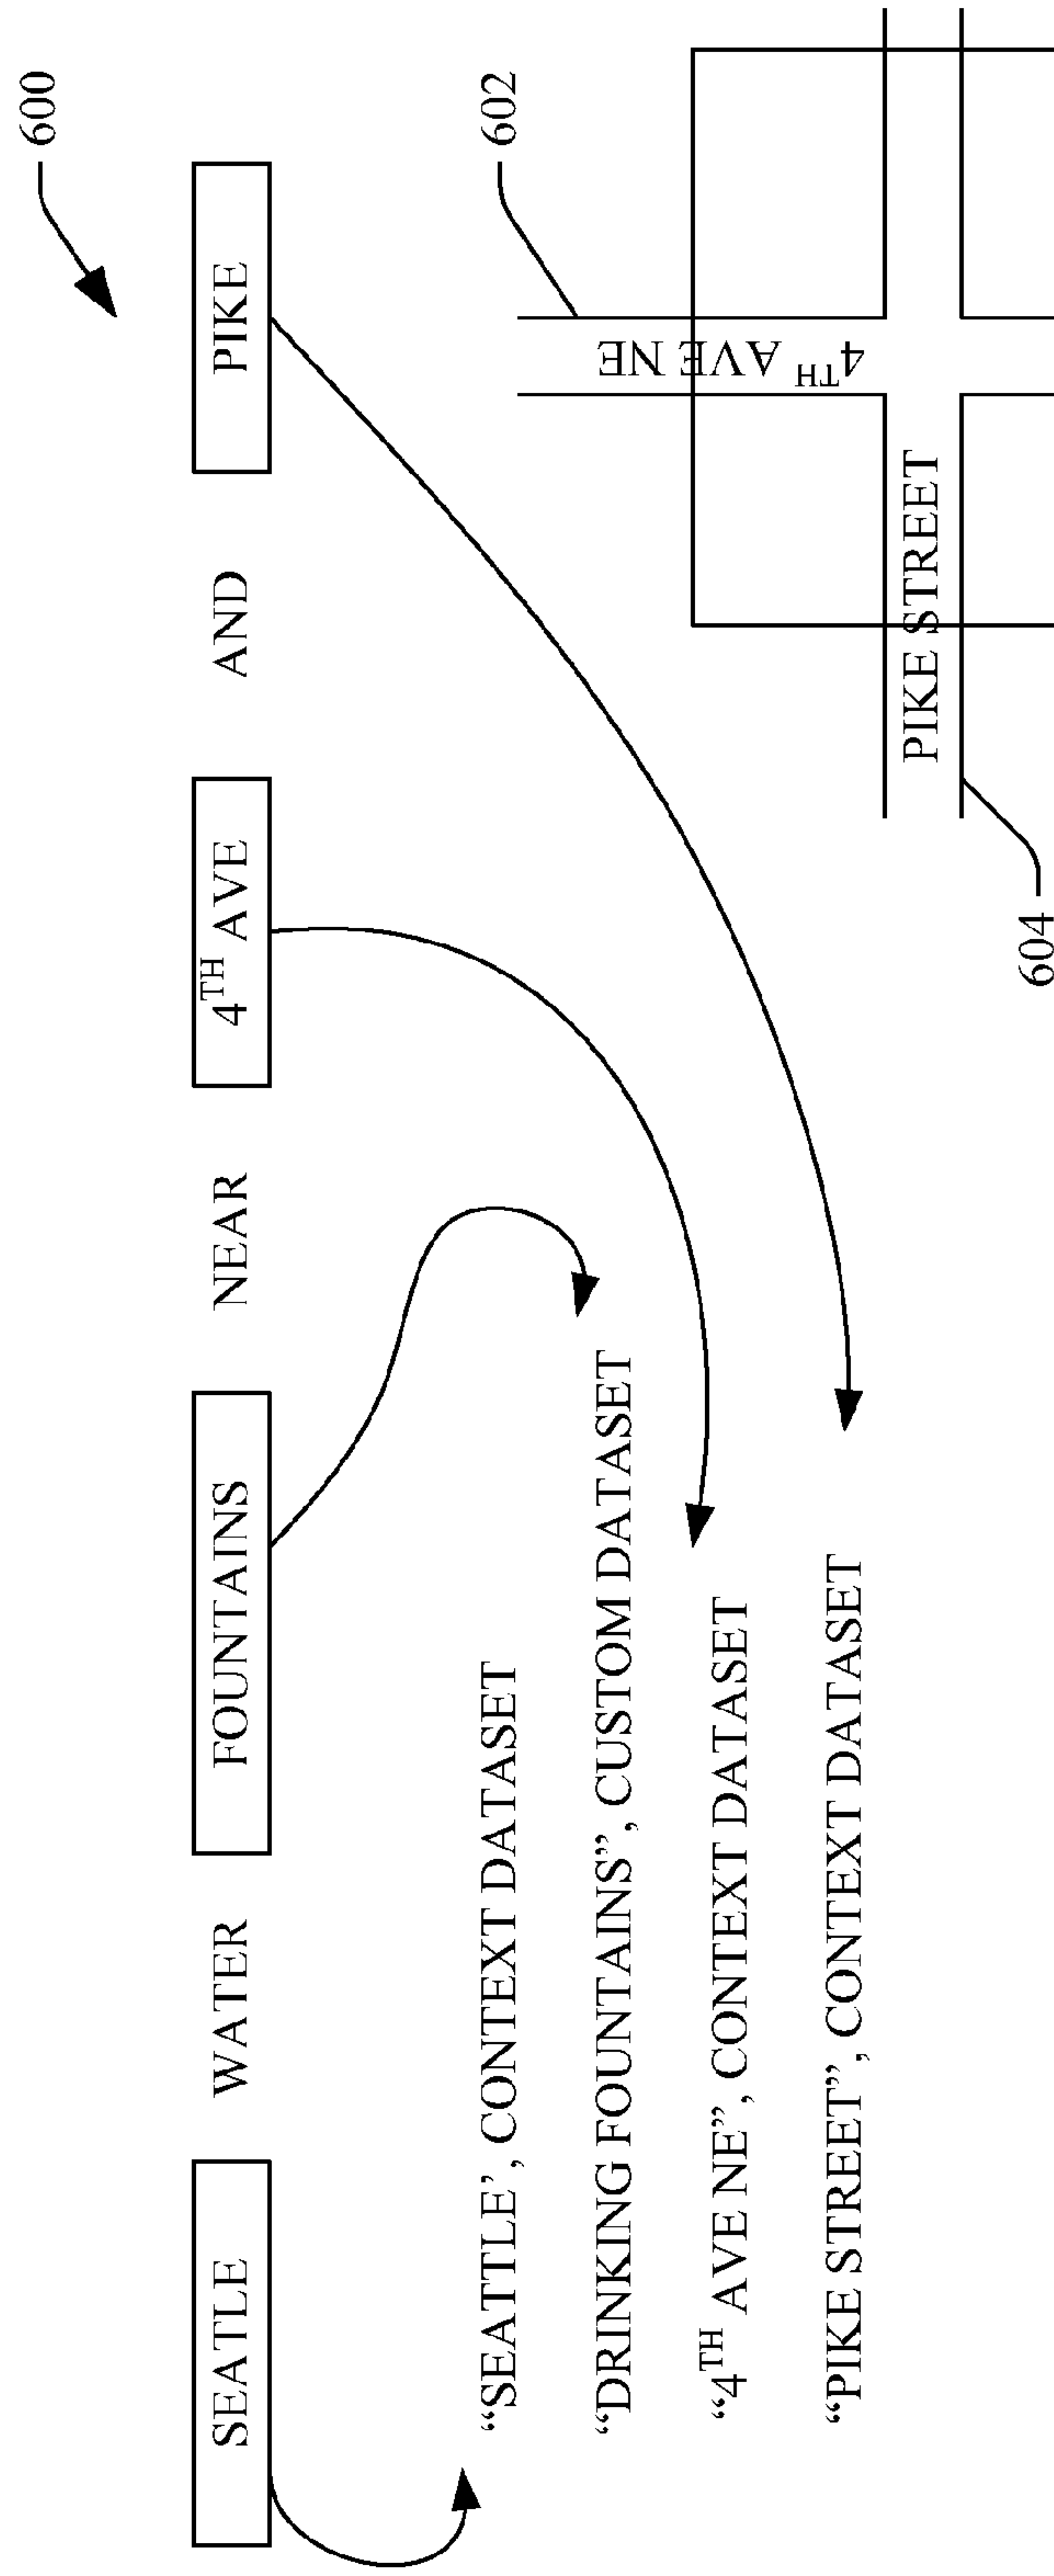 600
SEATLE WATER FOUNTAINS NEAR 4TH AVE AND PIKE
“SEATTLE’, CONTEXT DATASET
“DRINKING FOUNTAINS”, CUSTOM DATASET
“4TH AVE NE”, CONTEXT DATASET
“PIKE STREET”, CONTEXT DATASET
602
4TH AVE NE
PIKE STREET
604